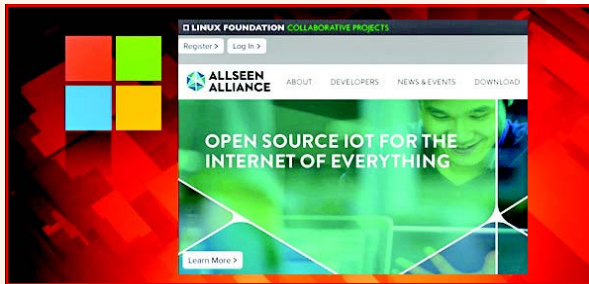 LINUX FOUNDATION COLLABORATIVE PROJECTS
Register > Log In >
ALLSEEN
ALLIANCE
ABOUT DEVELOPERS NEWS & EVENTS DOWNLOAD
OPEN SOURCE IOT FOR THE
INTERNET OF EVERYTHING
Learn More >